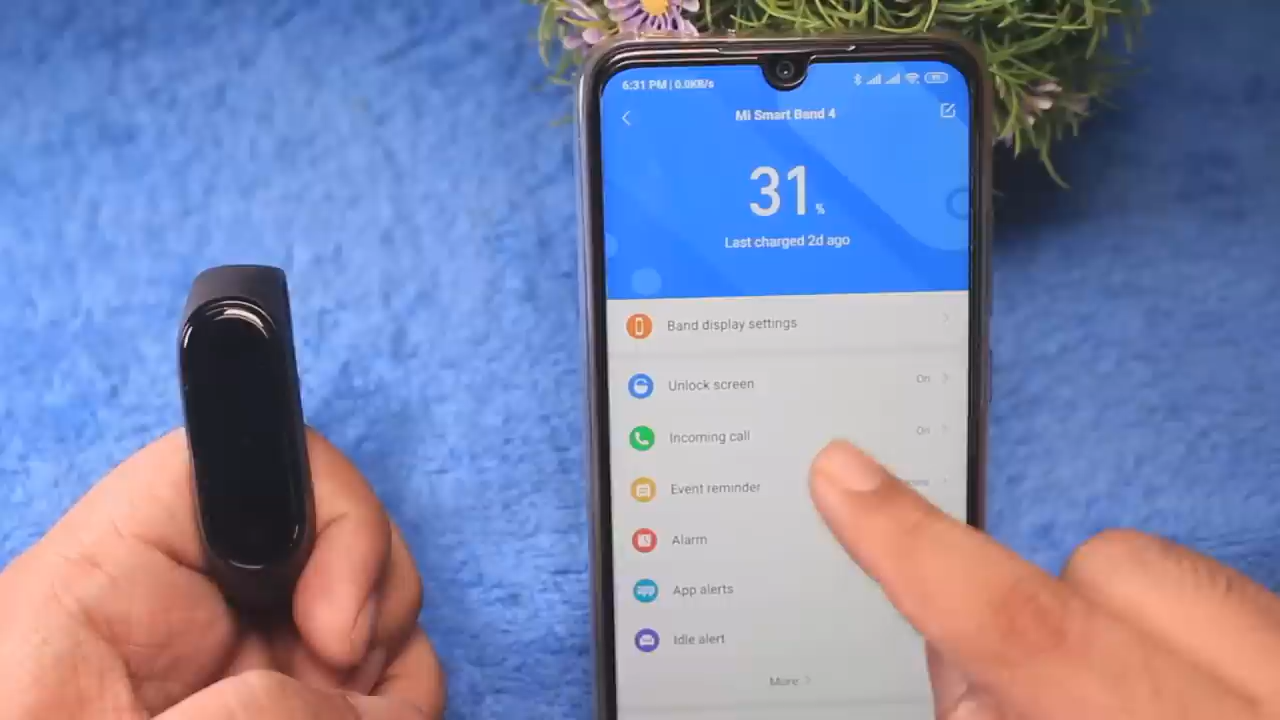 6:31 PM | 0.0KB/s
Mi Smart Band 4
31 %
Last charged 2d ago
Band display settings
Unlock screen On
Incoming call On
Event reminder
Alarm
App alerts
Idle alert
More